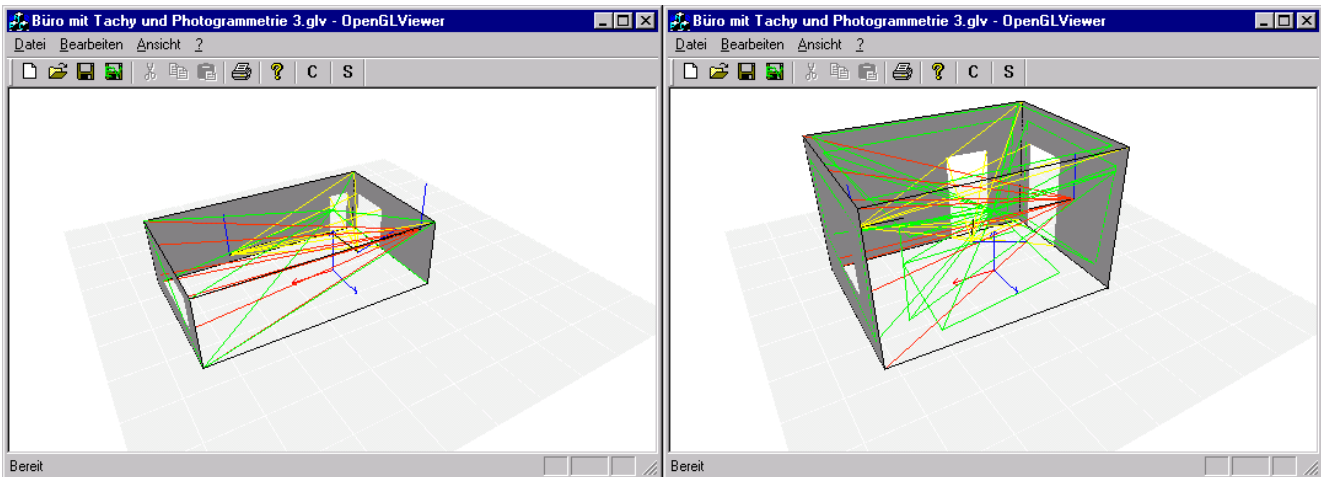 Büro mit Tachy und Photogrammetrie 3.glv - OpenGLViewer
Datei Bearbeiten Ansicht ?
? C S
Bereit
Büro mit Tachy und Photogrammetrie 3.glv - OpenGLViewer
Datei Bearbeiten Ansicht ?
? C S
Bereit